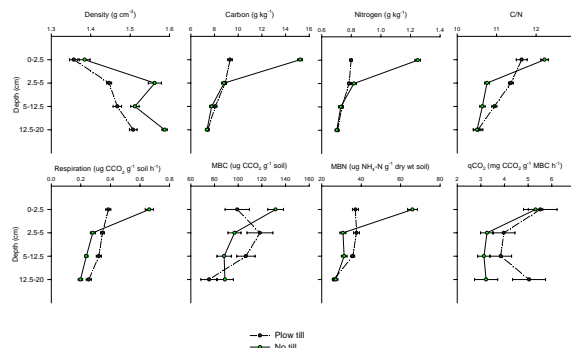 Density (g cm⁻³)
Carbon (g kg⁻¹)
Nitrogen (g kg⁻¹)
C/N
1.3 1.4 1.5 1.6
6 8 10 12 14 16
0.6 0.8 1.0 1.2 1.4
10 11 12
Depth (cm)
0-2.5
2.5-5
5-12.5
12.5-20
Respiration (ug CCO₂ g⁻¹ soil h⁻¹)
MBC (ug CCO₂ g⁻¹ soil)
MBN (ug NH₄-N g⁻¹ dry wt soil)
qCO₂ (mg CCO₂ g⁻¹ MBC h⁻¹)
0.0 0.2 0.4 0.6 0.8
60 80 100 120 140
20 40 60 80
2 3 4 5 6
Depth (cm)
0-2.5
2.5-5
5-12.5
12.5-20
Plow till
No till